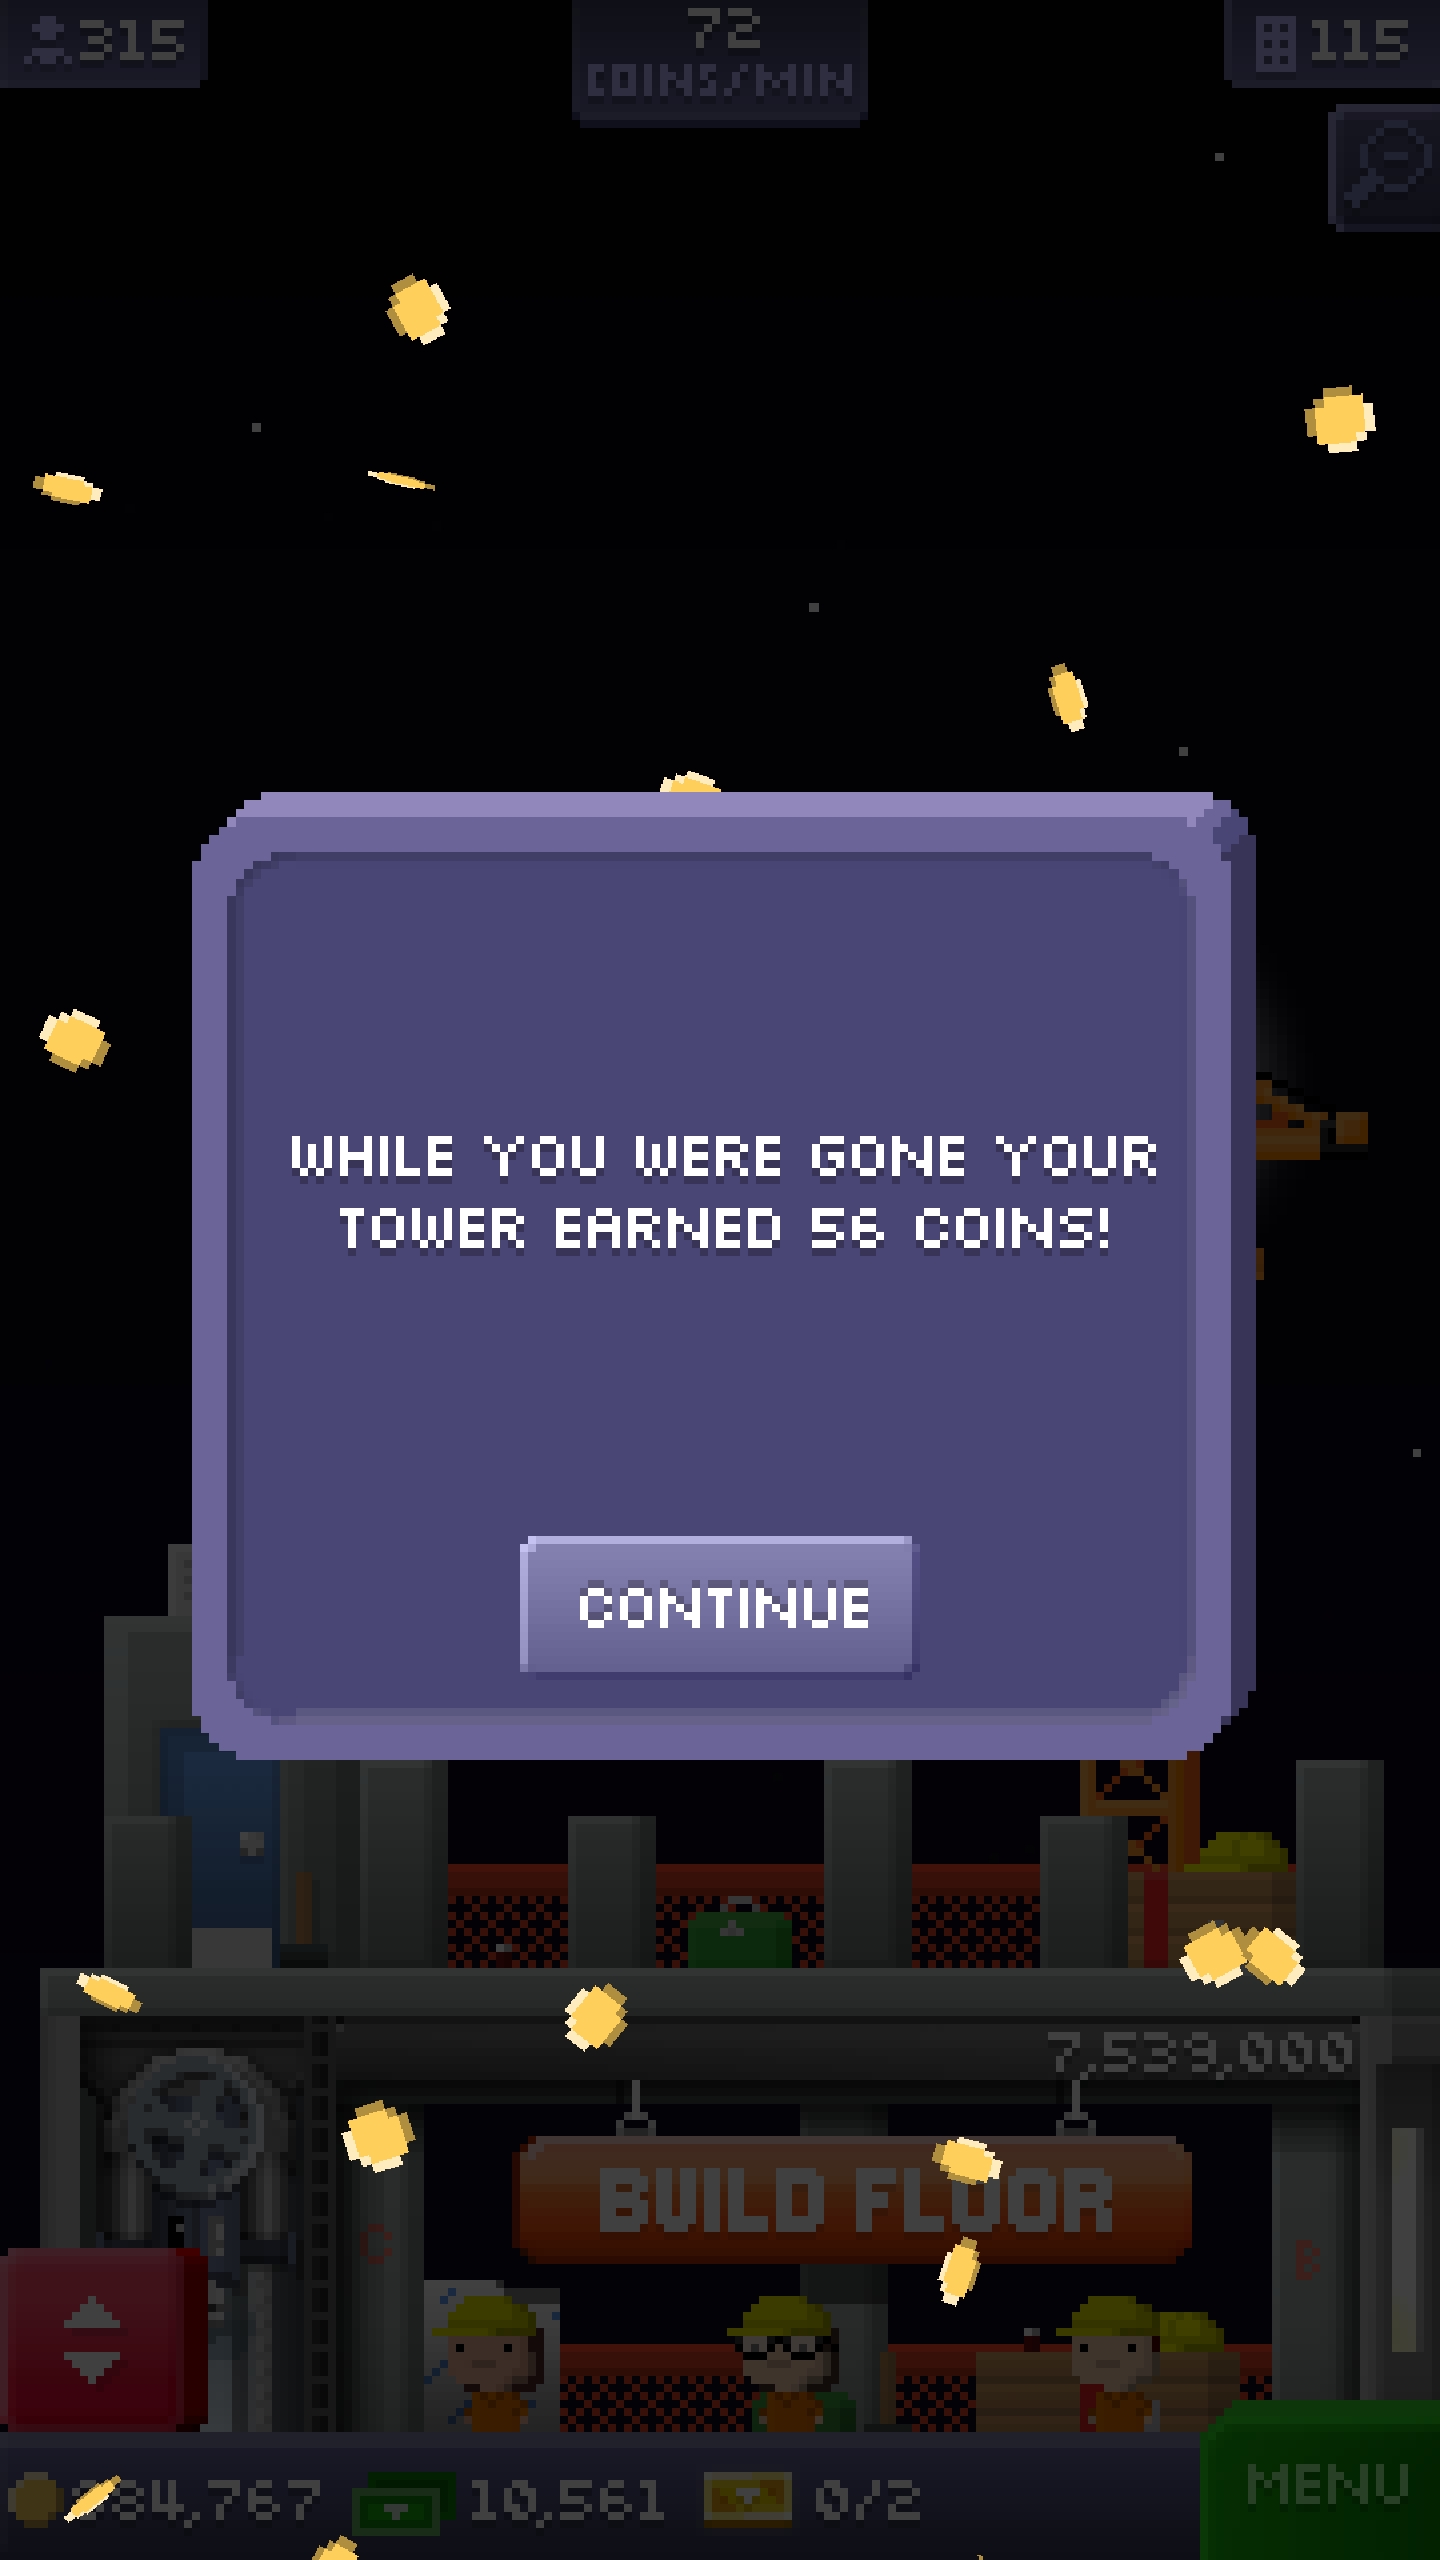 315
72
COINS/MIN
115
WHILE YOU WERE GONE YOUR
TOWER EARNED 56 COINS!
CONTINUE
7,539,000
BUILD FLOOR
C
B
10,561
0/2
MENU